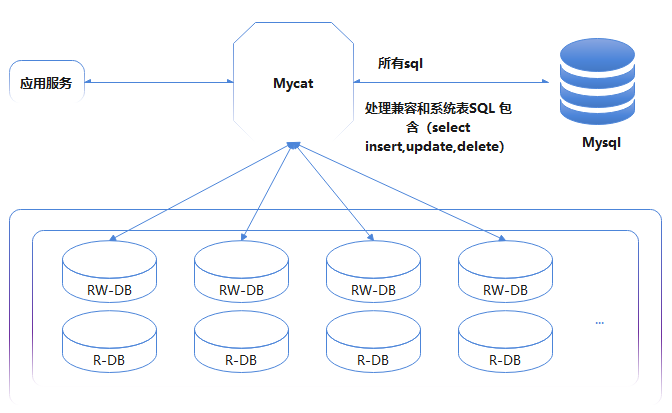 应用服务
Mycat
所有sql
处理兼容和系统表SQL 包
含（select
insert,update,delete）
Mysql
RW-DB
RW-DB
RW-DB
RW-DB
R-DB
R-DB
R-DB
R-DB
...